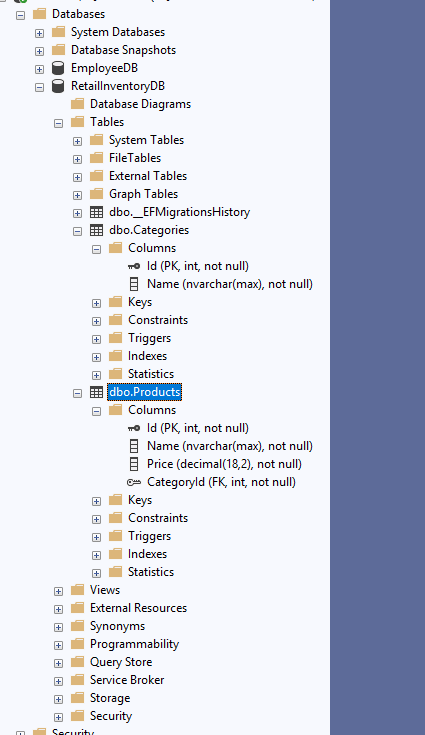 Databases
System Databases
Database Snapshots
EmployeeDB
RetailInventoryDB
Database Diagrams
Tables
System Tables
FileTables
External Tables
Graph Tables
dbo.__EFMigrationsHistory
dbo.Categories
Columns
Id (PK, int, not null)
Name (nvarchar(max), not null)
Keys
Constraints
Triggers
Indexes
Statistics
dbo.Products
Columns
Id (PK, int, not null)
Name (nvarchar(max), not null)
Price (decimal(18,2), not null)
CategoryId (FK, int, not null)
Keys
Constraints
Triggers
Indexes
Statistics
Views
External Resources
Synonyms
Programmability
Query Store
Service Broker
Storage
Security
Security